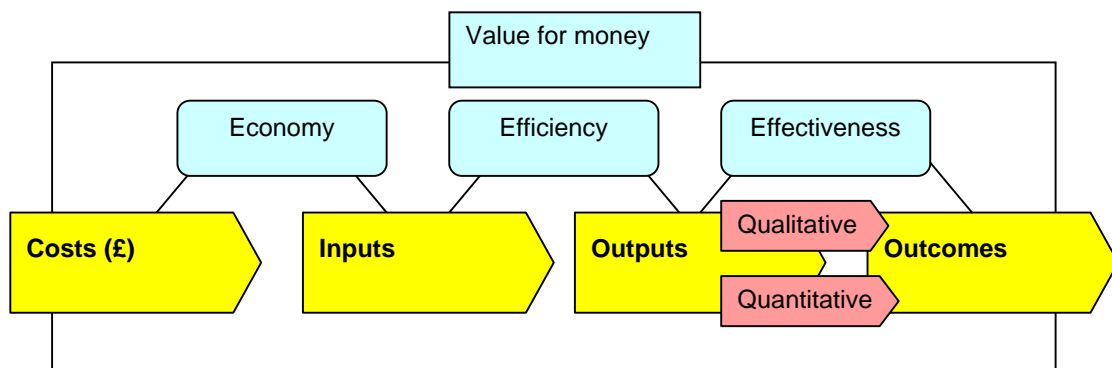 Value for money
Economy
Efficiency
Effectiveness
Costs (£)
Inputs
Outputs
Qualitative
Quantitative
Outcomes